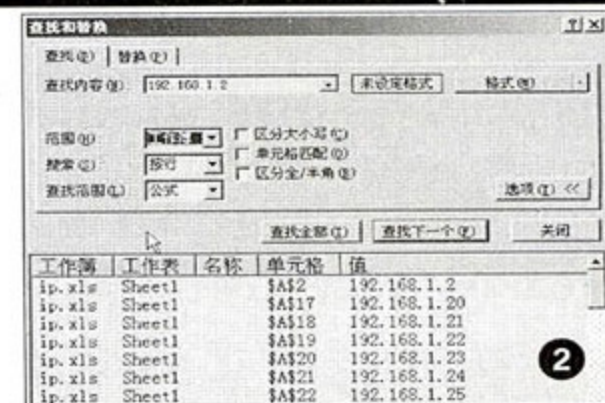 查找和替换
查找(D) 替换(P)
查找内容(N): 192.168.1.2 未设定格式 格式(M)
范围(H): 区分大小写(C)
搜索(S): 按行 单元格匹配(O)
查找范围(L): 公式 区分全/半角(B)
选项(T) <<
查找全部(I) 查找下一个(F) 关闭
工作簿 工作表 名称 单元格 值
ip.xls Sheet1 $A$2 192.168.1.2
ip.xls Sheet1 $A$17 192.168.1.20
ip.xls Sheet1 $A$18 192.168.1.21
ip.xls Sheet1 $A$19 192.168.1.22
ip.xls Sheet1 $A$20 192.168.1.23
ip.xls Sheet1 $A$21 192.168.1.24
ip.xls Sheet1 $A$22 192.168.1.25
2